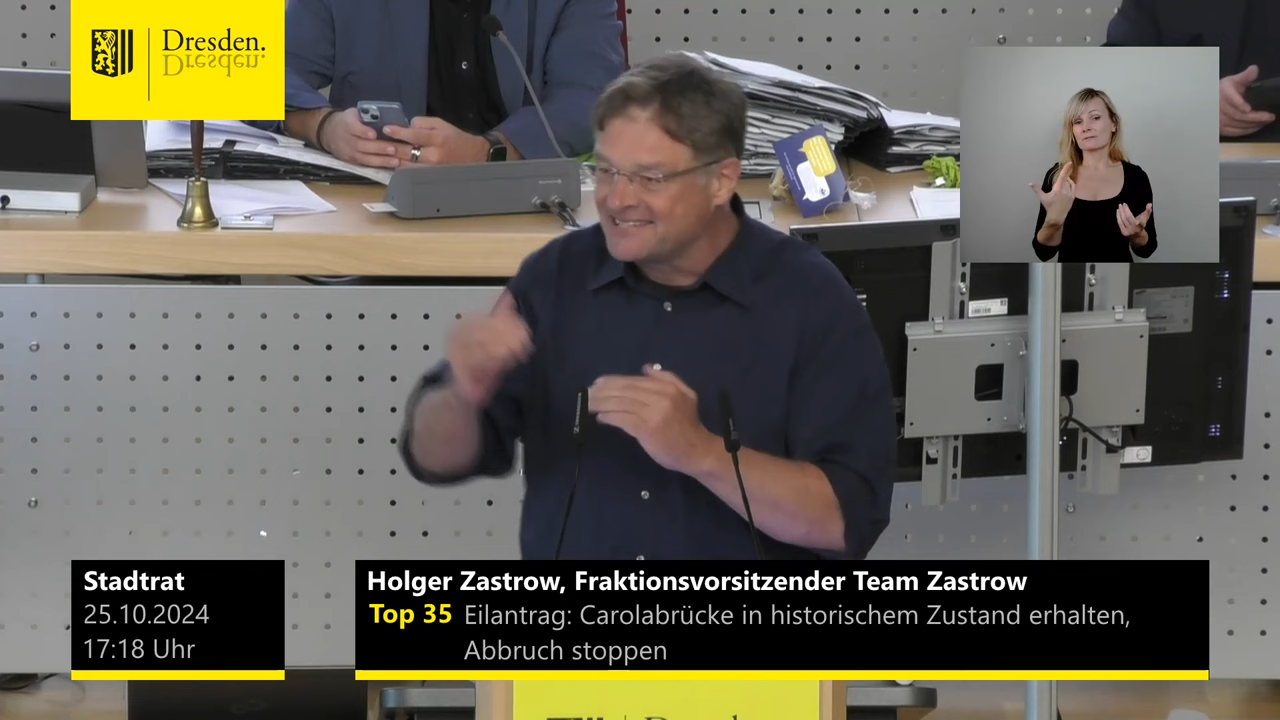 Dresden.
Dresden.
Stadtrat
25.10.2024
17:18 Uhr
Holger Zastrow, Fraktionsvorsitzender Team Zastrow
Top 35 Eilantrag: Carolabrücke in historischem Zustand erhalten,
Abbruch stoppen